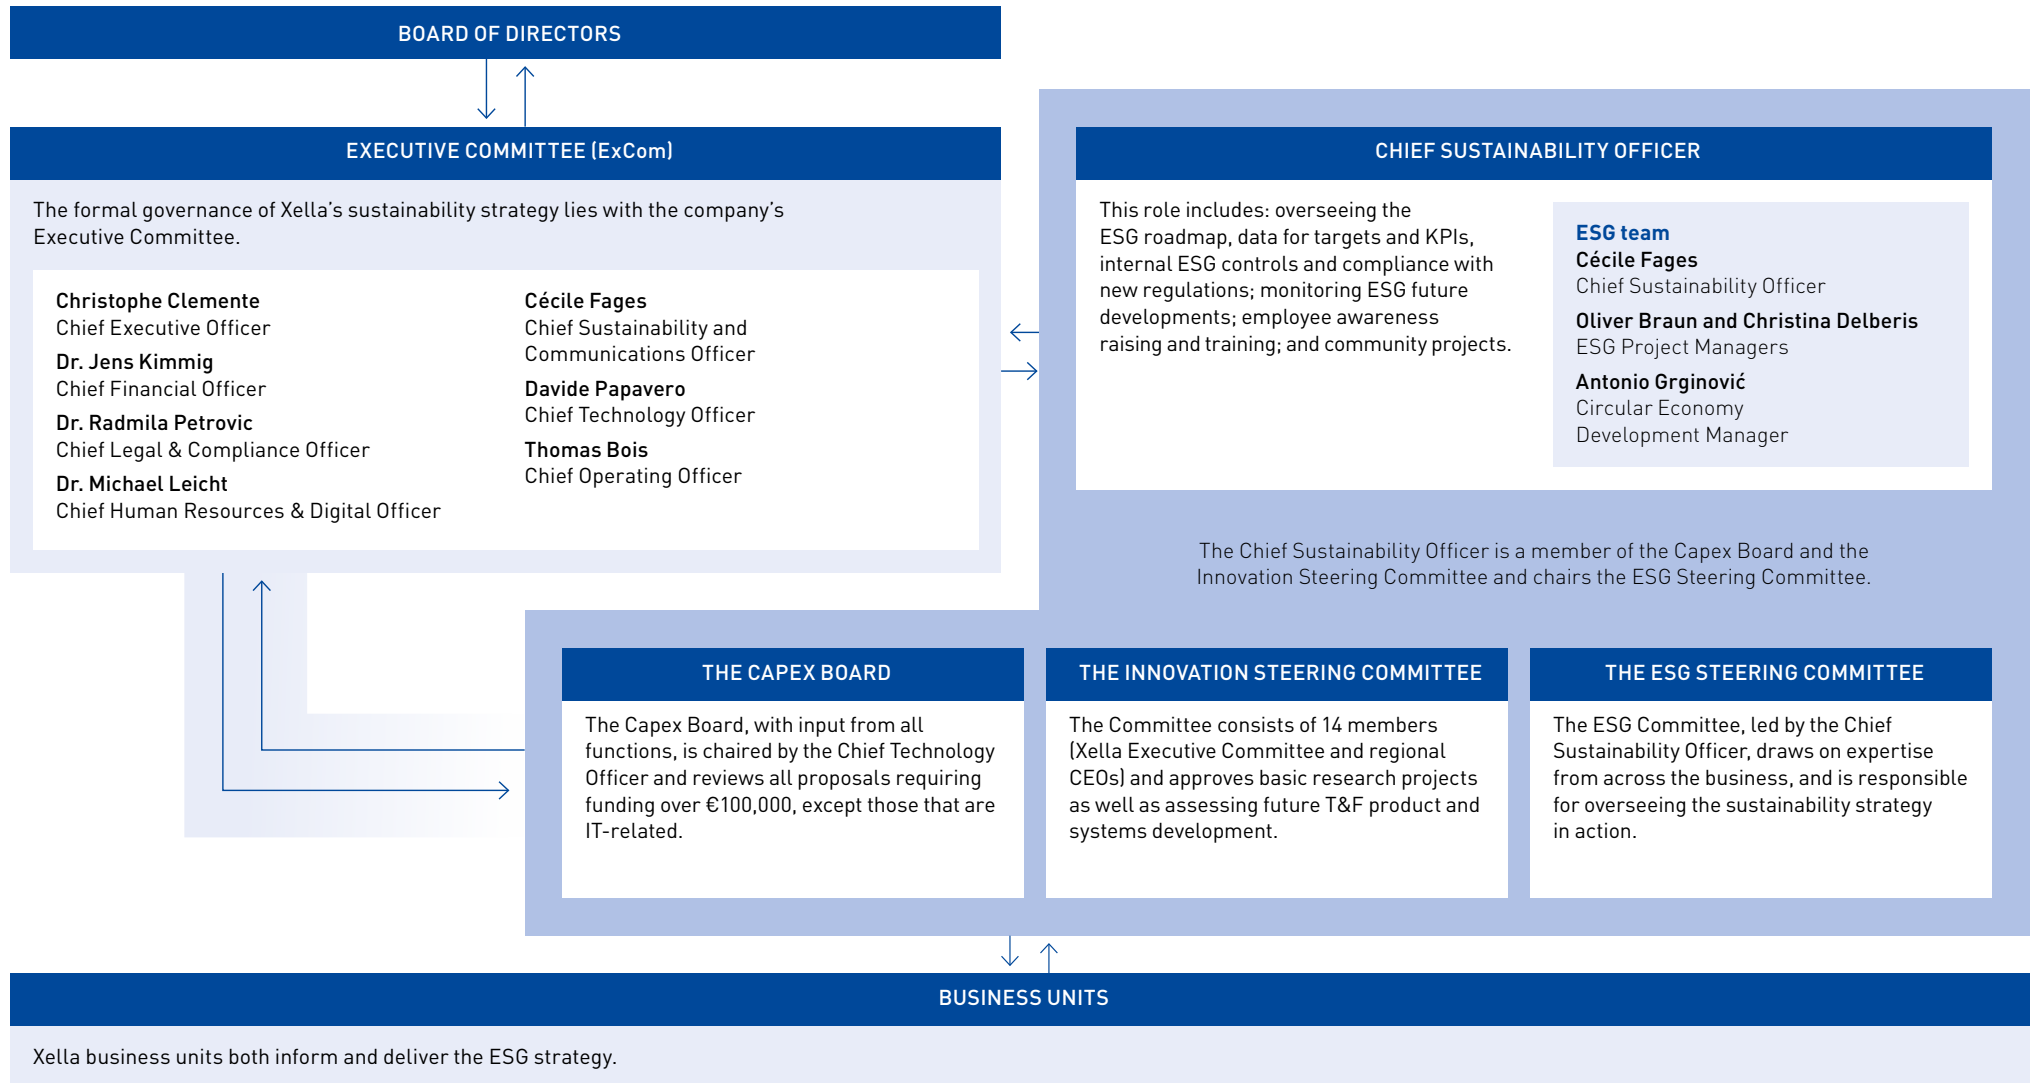 BOARD OF DIRECTORS
EXECUTIVE COMMITTEE (ExCom)
The formal governance of Xella’s sustainability strategy lies with the company’s
Executive Committee.
Christophe Clemente
Chief Executive Officer
Dr. Jens Kimmig
Chief Financial Officer
Dr. Radmila Petrovic
Chief Legal & Compliance Officer
Dr. Michael Leicht
Chief Human Resources & Digital Officer
Cécile Fages
Chief Sustainability and
Communications Officer
Davide Papavero
Chief Technology Officer
Thomas Bois
Chief Operating Officer
CHIEF SUSTAINABILITY OFFICER
This role includes: overseeing the
ESG roadmap, data for targets and KPIs,
internal ESG controls and compliance with
new regulations; monitoring ESG future
developments; employee awareness
raising and training; and community projects.
ESG team
Cécile Fages
Chief Sustainability Officer
Oliver Braun and Christina Delberis
ESG Project Managers
Antonio Grginović
Circular Economy
Development Manager
The Chief Sustainability Officer is a member of the Capex Board and the
Innovation Steering Committee and chairs the ESG Steering Committee.
THE CAPEX BOARD
The Capex Board, with input from all
functions, is chaired by the Chief Technology
Officer and reviews all proposals requiring
funding over €100,000, except those that are
IT-related.
THE INNOVATION STEERING COMMITTEE
The Committee consists of 14 members
(Xella Executive Committee and regional
CEOs) and approves basic research projects
as well as assessing future T&F product and
systems development.
THE ESG STEERING COMMITTEE
The ESG Committee, led by the Chief
Sustainability Officer, draws on expertise
from across the business, and is responsible
for overseeing the sustainability strategy
in action.
BUSINESS UNITS
Xella business units both inform and deliver the ESG strategy.